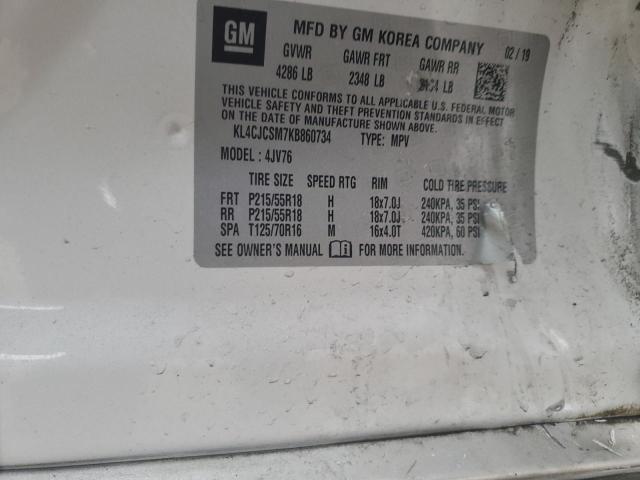 GM
MFD BY GM KOREA COMPANY 02 / 19
GVWR GAWR FRT GAWR RR
4286 LB 2348 LB LB
THIS VEHICLE CONFORMS TO ALL APPLICABLE U.S. FEDERAL MOTOR
VEHICLE SAFETY AND THEFT PREVENTION STANDARDS IN EFFECT ON
THE DATE OF MANUFACTURE SHOWN ABOVE.
KL4CJCSM7KB860734 TYPE: MPV
MODEL : 4JV76
TIRE SIZE SPEED RTG RIM COLD TIRE PRESSURE
FRT P215/55R18 H 18x7.0J 240KPA, 35 PSI
RR P215/55R18 H 18x7.0J 240KPA, 35 PSI
SPA T125/70R16 M 16x4.0T 420KPA, 60 PSI
SEE OWNER'S MANUAL FOR MORE INFORMATION.